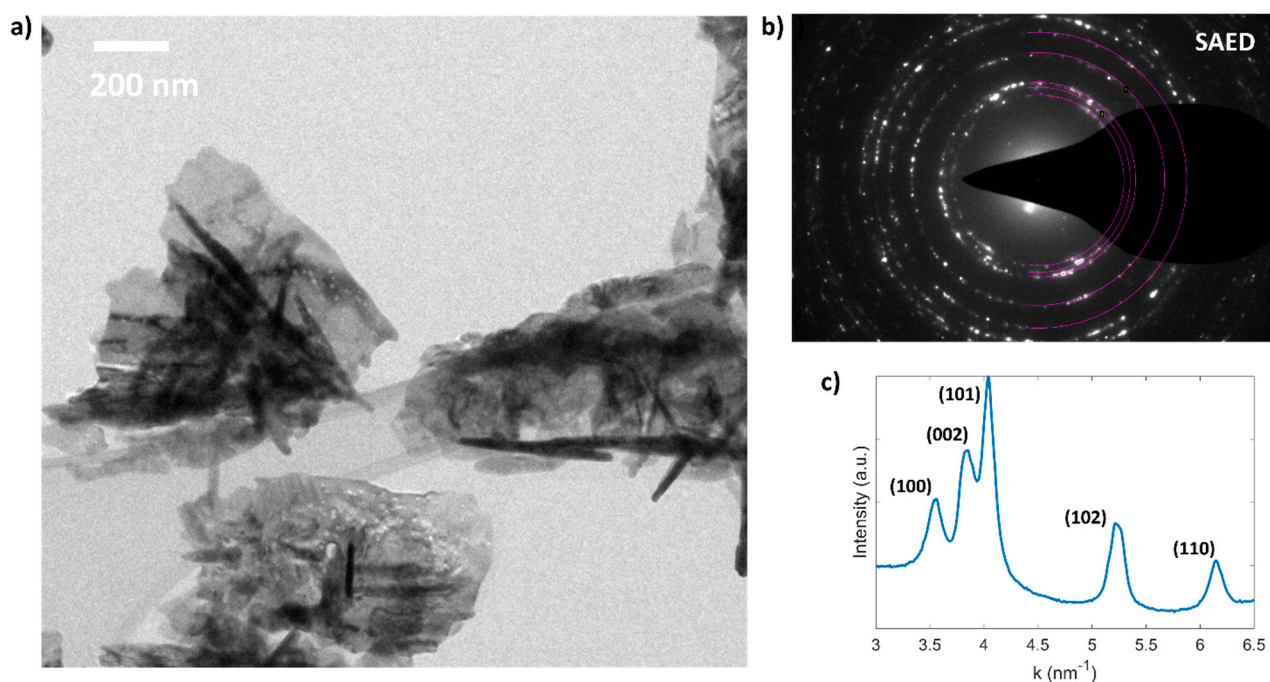 a)
200 nm
b)
SAED
c)
(101)
(002)
(100)
(102)
(110)
Intensity (a.u.)
3 3.5 4 4.5 5 5.5 6 6.5
k (nm⁻¹)